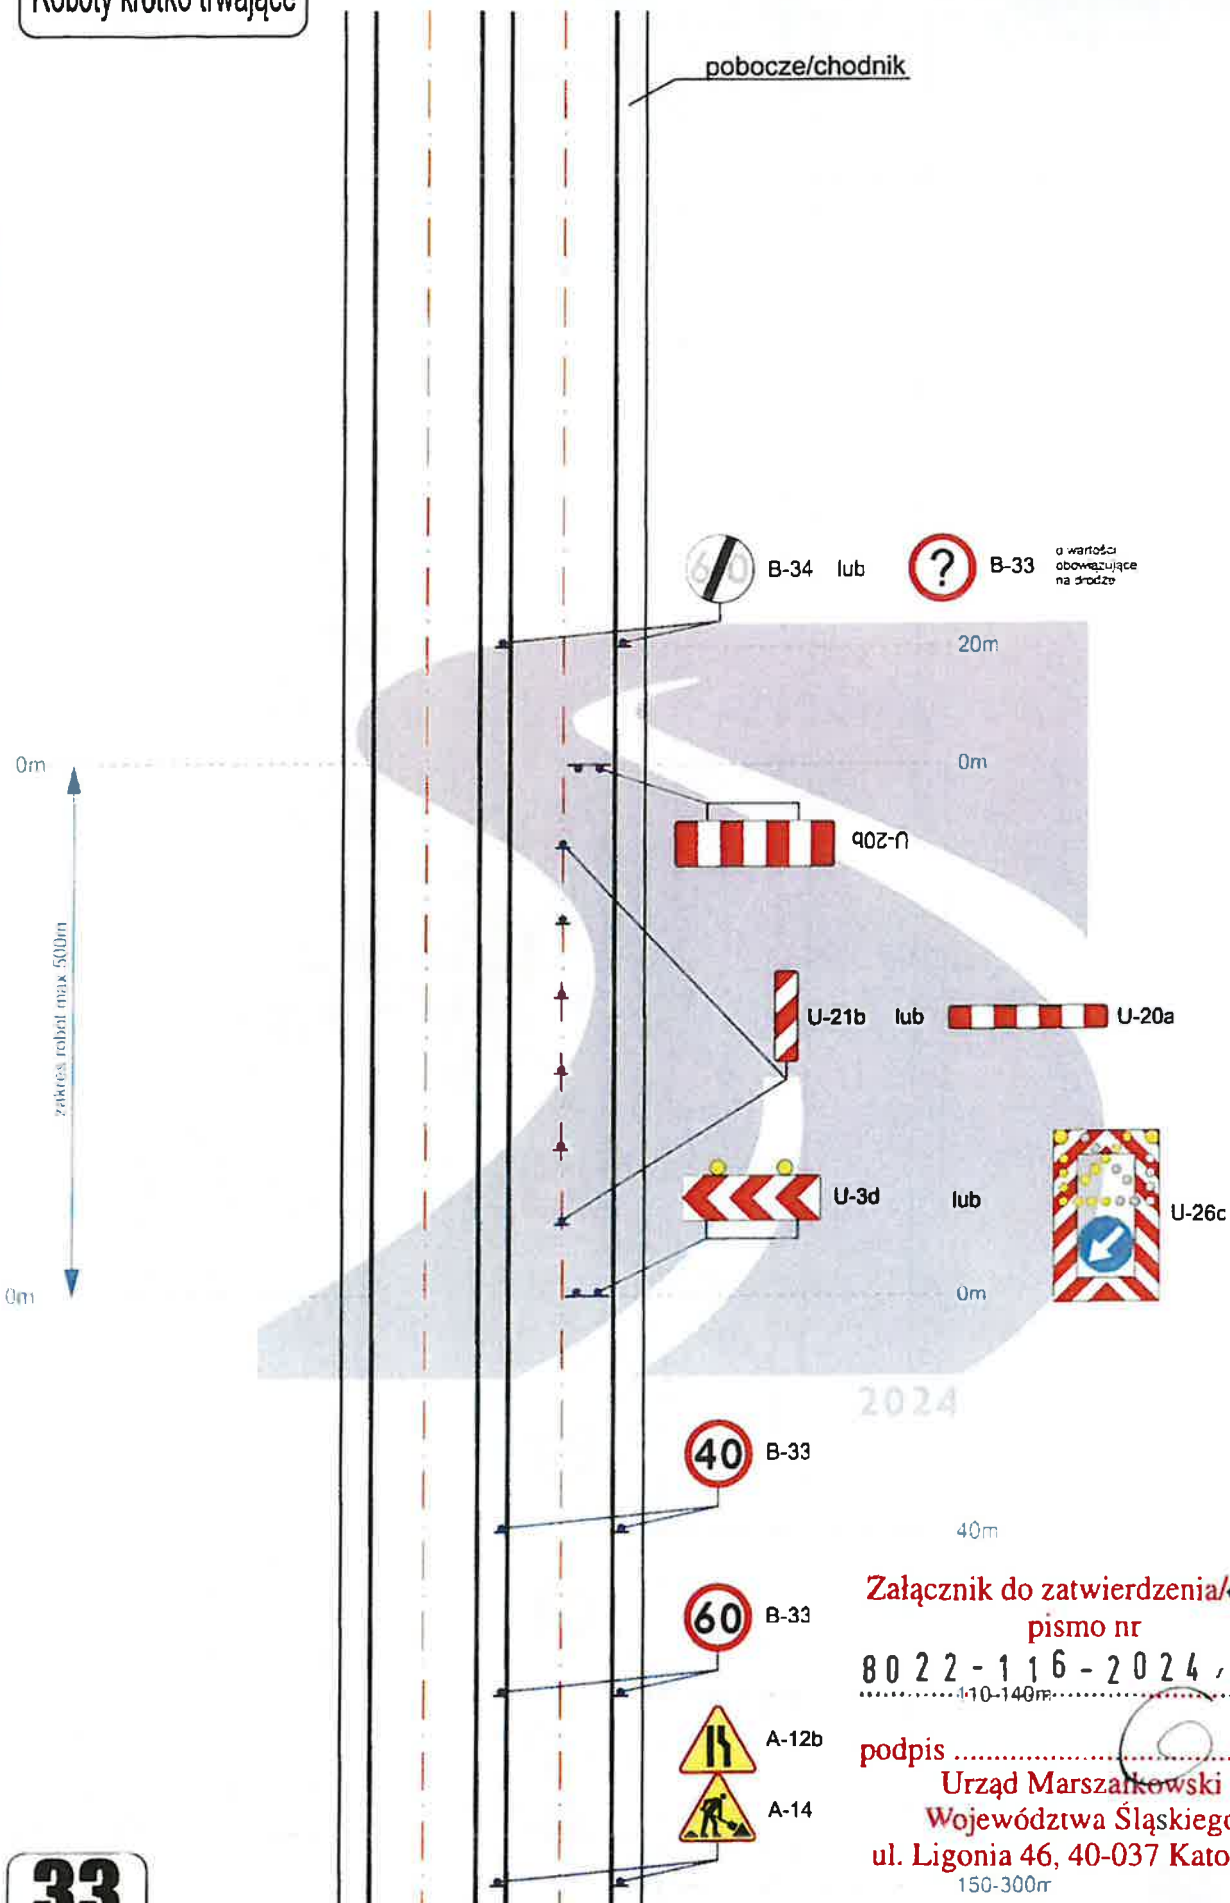 Roboty krótko trwające
pobocze/chodnik
60 B-34 lub ? B-33 o wartości
obowązujące
na drodze
20m
0m
0m
U-20b
zakres robót max 500m
U-21b lub U-20a
U-3d lub U-26c
0m
0m
2024
40 B-33
40m
60 B-33
Załącznik do zatwierdzenia/
pismo nr
8022-116-2024
110-140m
A-12b
podpis
Urząd Marszałkowski
Województwa Śląskiego
A-14
ul. Ligonia 46, 40-037 Kato
150-300m
33